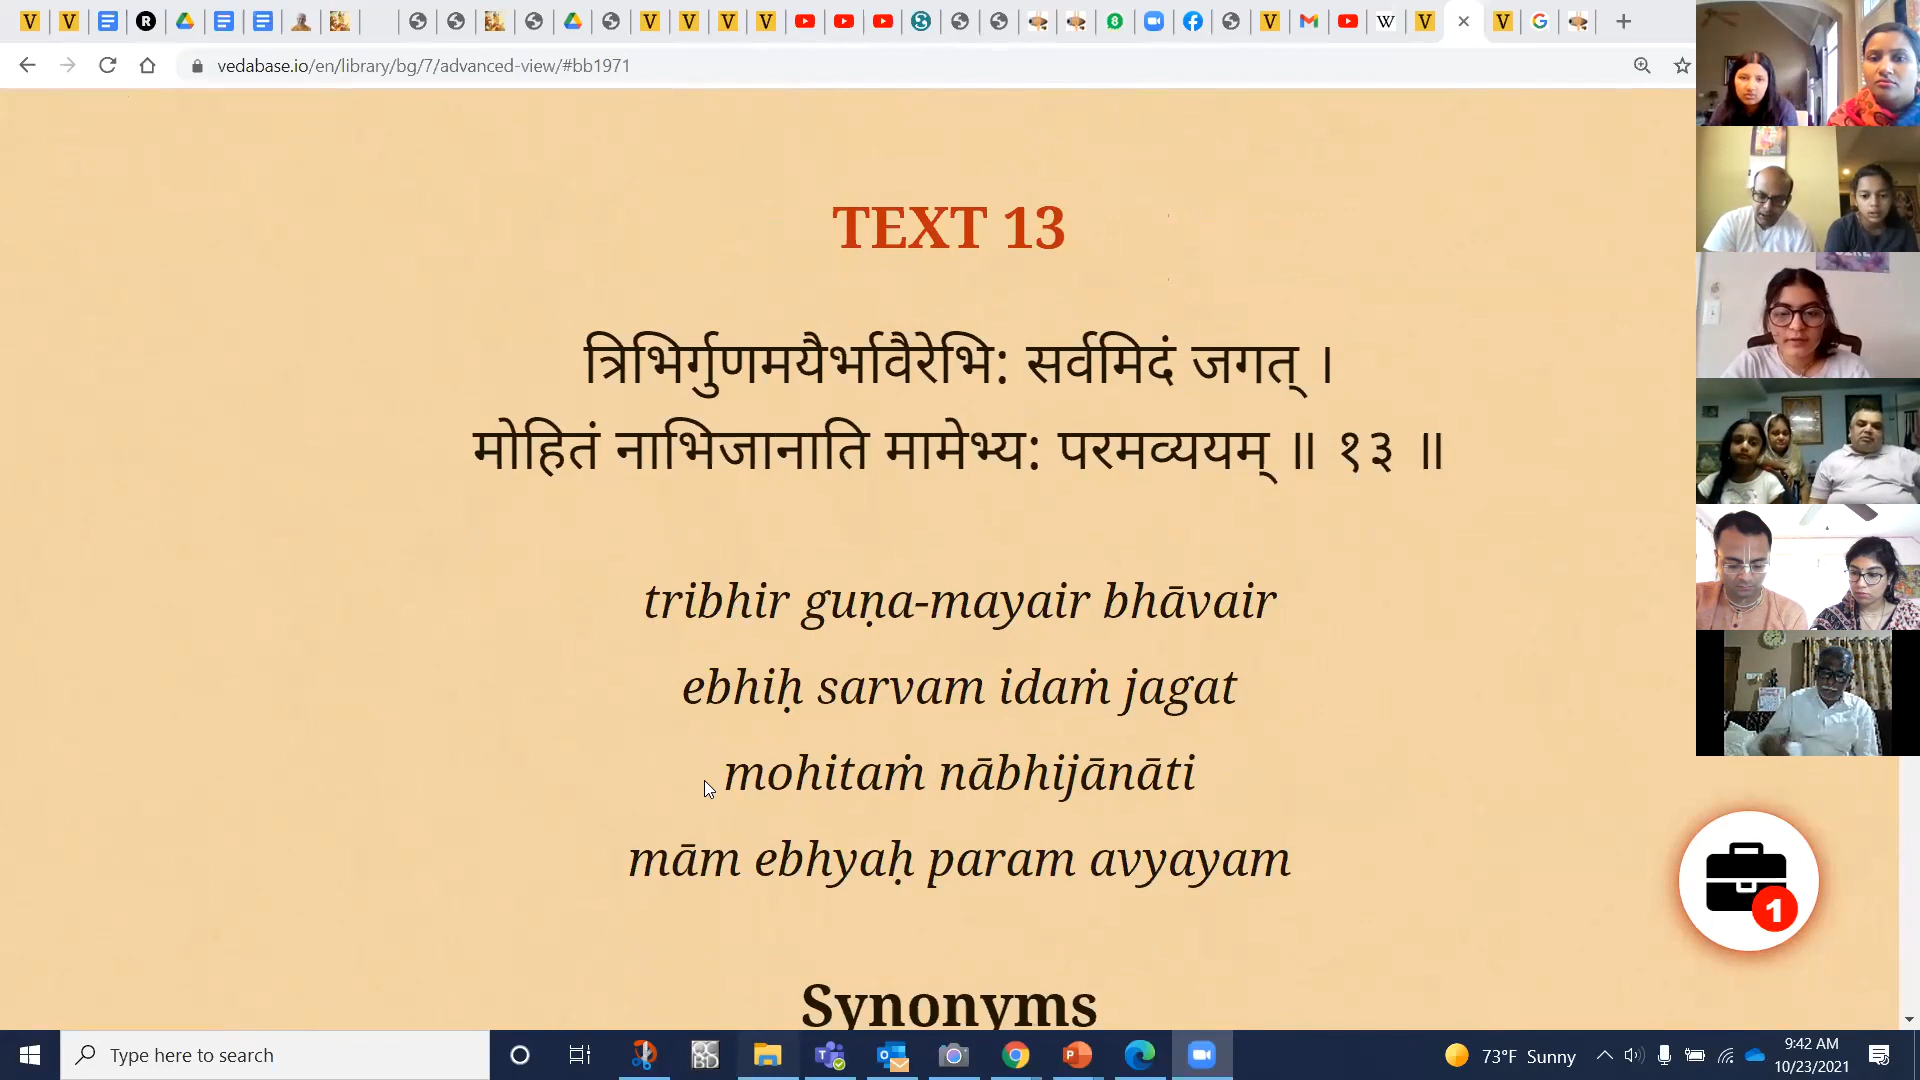 vedabase.io/en/library/bg/7/advanced-view/#bb1971
TEXT 13
त्रिभिर्गुणमयैर्भावैरेभि: सर्वमिदं जगत् ।
मोहितं नाभिजानाति मामेभ्य: परमव्ययम् ॥ १३ ॥
tribhir guṇa-mayair bhāvair
ebhiḥ sarvam idaṁ jagat
mohitaṁ nābhijānāti
mām ebhyaḥ param avyayam
1
Synonyms
Type here to search
73°F Sunny
9:42 AM
10/23/2021